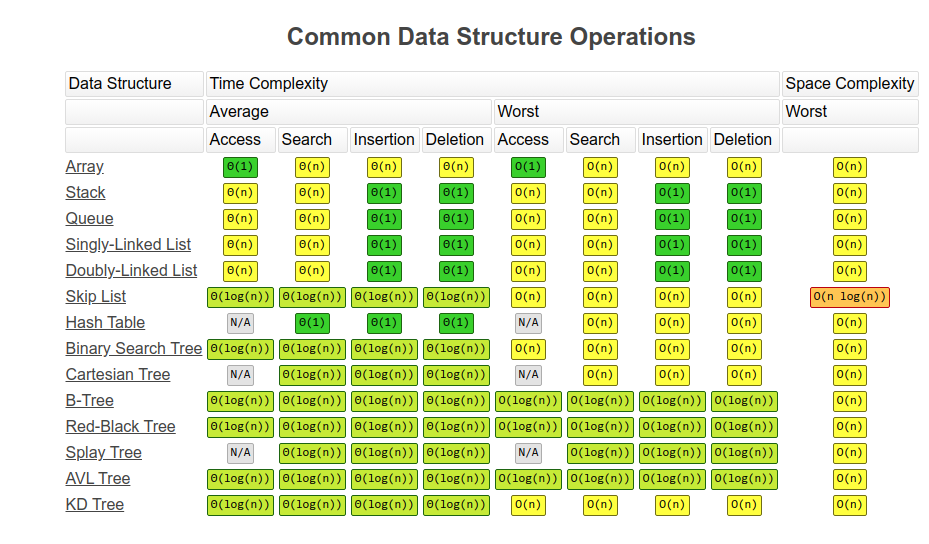 Common Data Structure Operations
Data Structure Time Complexity Space Complexity
Average Worst Worst
Access Search Insertion Deletion Access Search Insertion Deletion
Array Θ(1) Θ(n) Θ(n) Θ(n) O(1) O(n) O(n) O(n) O(n)
Stack Θ(n) Θ(n) Θ(1) Θ(1) O(n) O(n) O(1) O(1) O(n)
Queue Θ(n) Θ(n) Θ(1) Θ(1) O(n) O(n) O(1) O(1) O(n)
Singly-Linked List Θ(n) Θ(n) Θ(1) Θ(1) O(n) O(n) O(1) O(1) O(n)
Doubly-Linked List Θ(n) Θ(n) Θ(1) Θ(1) O(n) O(n) O(1) O(1) O(n)
Skip List Θ(log(n)) Θ(log(n)) Θ(log(n)) Θ(log(n)) O(n) O(n) O(n) O(n) O(n log(n))
Hash Table N/A Θ(1) Θ(1) Θ(1) N/A O(n) O(n) O(n) O(n)
Binary Search Tree Θ(log(n)) Θ(log(n)) Θ(log(n)) Θ(log(n)) O(n) O(n) O(n) O(n) O(n)
Cartesian Tree N/A Θ(log(n)) Θ(log(n)) Θ(log(n)) N/A O(n) O(n) O(n) O(n)
B-Tree Θ(log(n)) Θ(log(n)) Θ(log(n)) Θ(log(n)) O(log(n)) O(log(n)) O(log(n)) O(log(n)) O(n)
Red-Black Tree Θ(log(n)) Θ(log(n)) Θ(log(n)) Θ(log(n)) O(log(n)) O(log(n)) O(log(n)) O(log(n)) O(n)
Splay Tree N/A Θ(log(n)) Θ(log(n)) Θ(log(n)) N/A O(log(n)) O(log(n)) O(log(n)) O(n)
AVL Tree Θ(log(n)) Θ(log(n)) Θ(log(n)) Θ(log(n)) O(log(n)) O(log(n)) O(log(n)) O(log(n)) O(n)
KD Tree Θ(log(n)) Θ(log(n)) Θ(log(n)) Θ(log(n)) O(n) O(n) O(n) O(n) O(n)